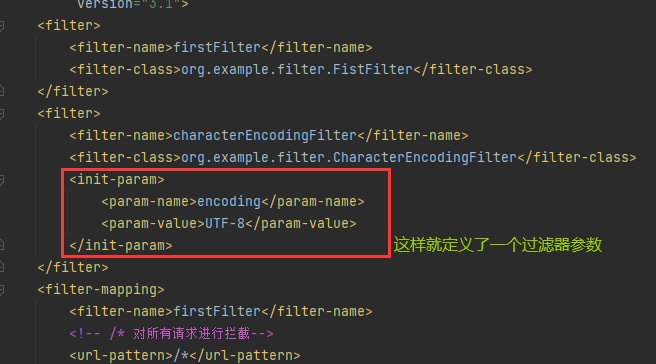 version="3.1">
<filter>
<filter-name>firstFilter</filter-name>
<filter-class>org.example.filter.FistFilter</filter-class>
</filter>
<filter>
<filter-name>characterEncodingFilter</filter-name>
<filter-class>org.example.filter.CharacterEncodingFilter</filter-class>
<init-param>
<param-name>encoding</param-name>
<param-value>UTF-8</param-value>
</init-param> 这样就定义了一个过滤器参数
</filter>
<filter-mapping>
<filter-name>firstFilter</filter-name>
<!-- /* 对所有请求进行拦截-->
<url-pattern>/*</url-pattern>